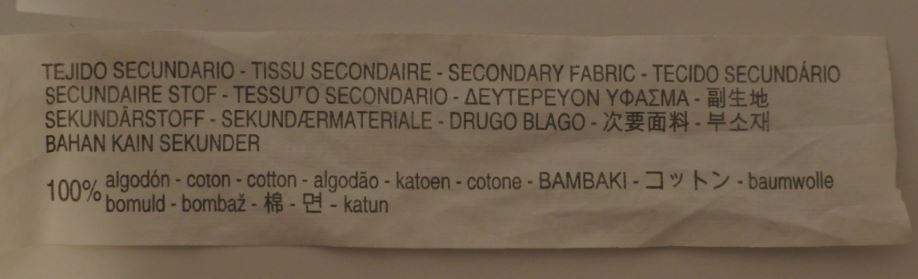 TEJIDO SECUNDARIO - TISSU SECONDAIRE - SECONDARY FABRIC - TECIDO SECUNDÁRIO
SECUNDAIRE STOF - TESSUTO SECONDARIO - ΔΕΥΤΕΡΕΥΟΝ ΥΦΑΣΜΑ - 副生地
SEKUNDÄRSTOFF - SEKUNDÆRMATERIALE - DRUGO BLAGO - 次要面料 - 부소재
BAHAN KAIN SEKUNDER
100% algodón - coton - cotton - algodão - katoen - cotone - BAMBAKI - コットン - baumwolle
bomuld - bombaž - 棉 - 면 - katun